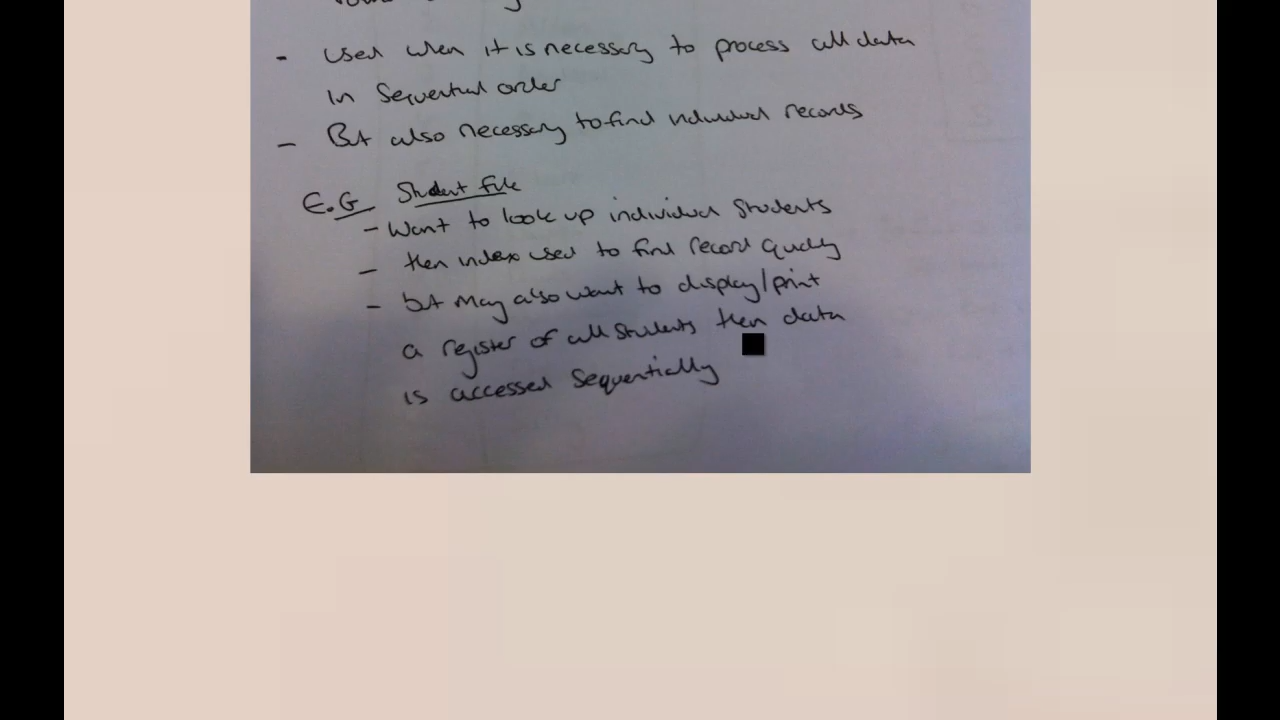 - Used when it is necessary to process all data
in Sequential order
- But also necessary to find individual records
E.G Student File
- Want to look up individual Students
- then index used to find record quickly
- but may also want to display/print
a register of all Students then data
is accessed Sequentially